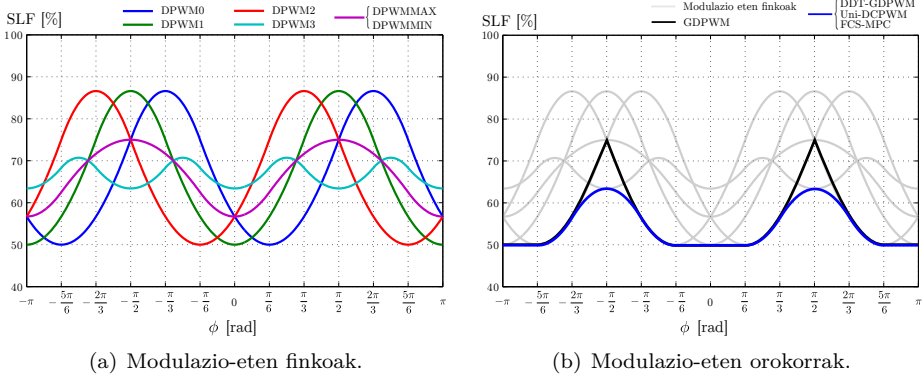 SLF [%]
DPWM0
DPWM1
DPWM2
DPWM3
DPWMMAX
DPWMMIN
100
90
80
70
60
50
40
−π
−5π/6
−2π/3
−π/2
−π/3
−π/6
0
π/6
π/3
π/2
2π/3
5π/6
π
ϕ [rad]
(a) Modulazio-eten finkoak.
SLF [%]
Modulazio eten finkoak
GDPWM
DDT-GDPWM
Uni-DCPWM
FCS-MPC
100
90
80
70
60
50
40
−π
−5π/6
−2π/3
−π/2
−π/3
−π/6
0
π/6
π/3
π/2
2π/3
5π/6
π
ϕ [rad]
(b) Modulazio-eten orokorrak.